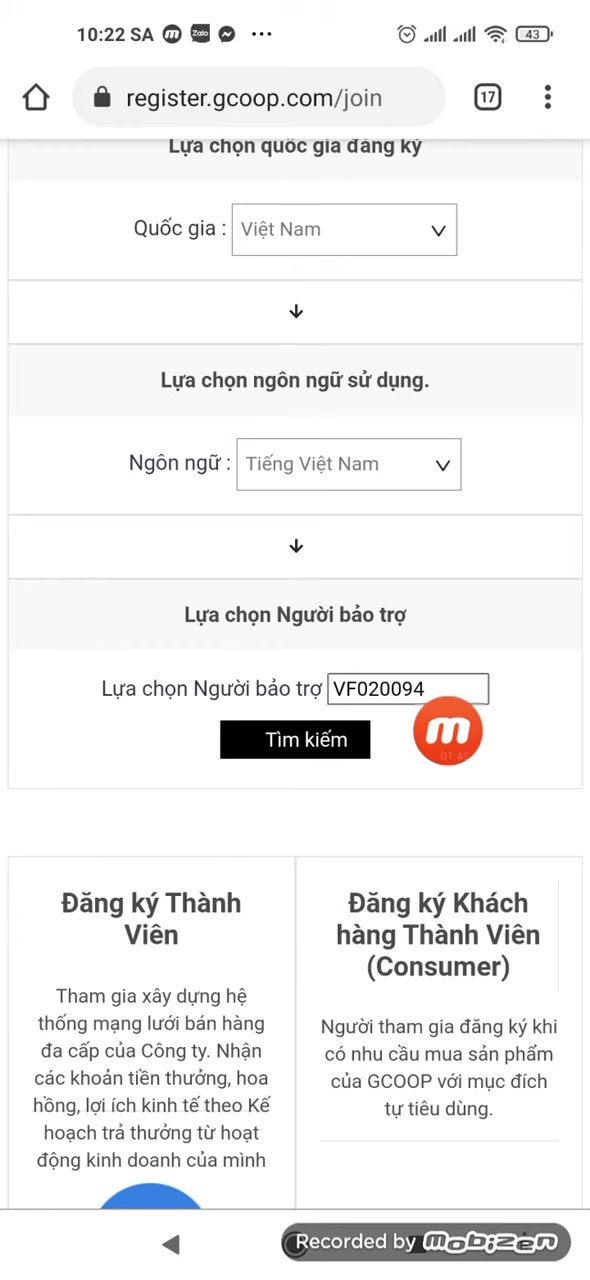 10:22 SA m Zalo ... 43
register.gcoop.com/join 17
Lựa chọn quốc gia đăng ký
Quốc gia : Việt Nam
Lựa chọn ngôn ngữ sử dụng.
Ngôn ngữ : Tiếng Việt Nam
Lựa chọn Người bảo trợ
Lựa chọn Người bảo trợ VF020094
Tìm kiếm
m
Đăng ký Thành
Viên
Tham gia xây dựng hệ
thống mạng lưới bán hàng
đa cấp của Công ty. Nhận
các khoản tiền thưởng, hoa
hồng, lợi ích kinh tế theo Kế
hoạch trả thưởng từ hoạt
động kinh doanh của mình
Đăng ký Khách
hàng Thành Viên
(Consumer)
Người tham gia đăng ký khi
có nhu cầu mua sản phẩm
của GCOOP với mục đích
tự tiêu dùng.
Recorded by mobizen